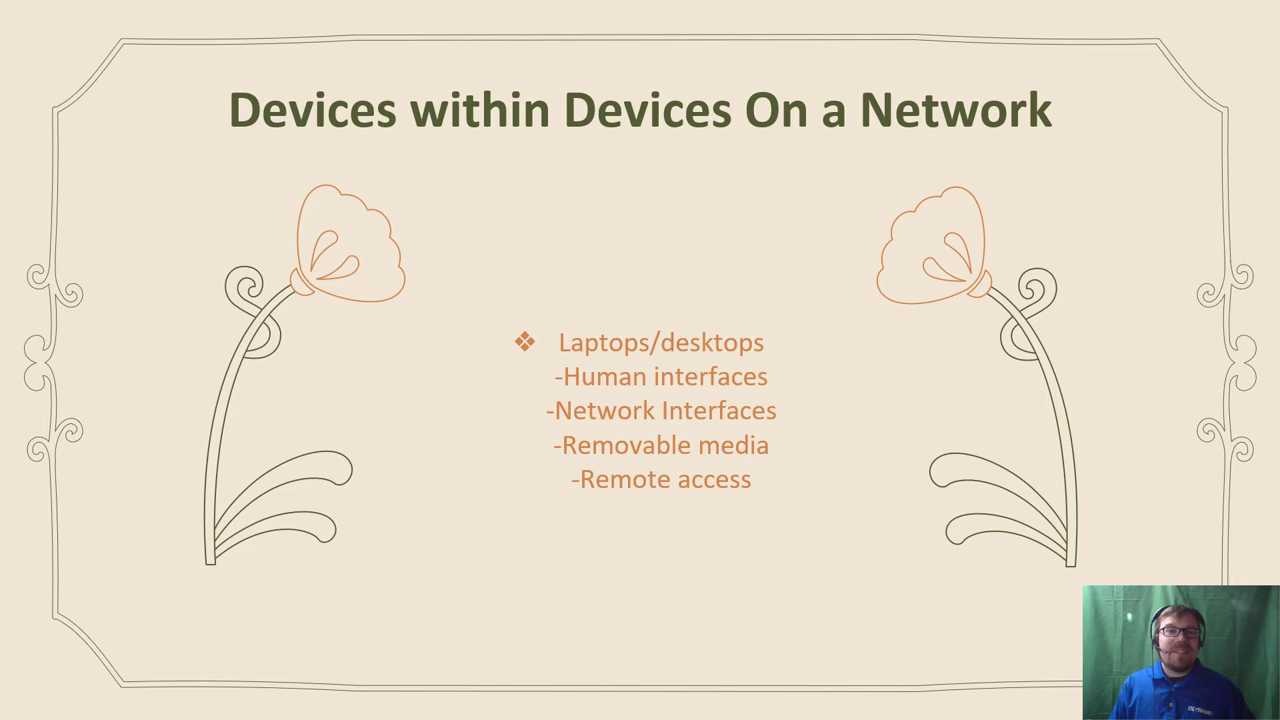 Devices within Devices On a Network
❖ Laptops/desktops
-Human interfaces
-Network Interfaces
-Removable media
-Remote access